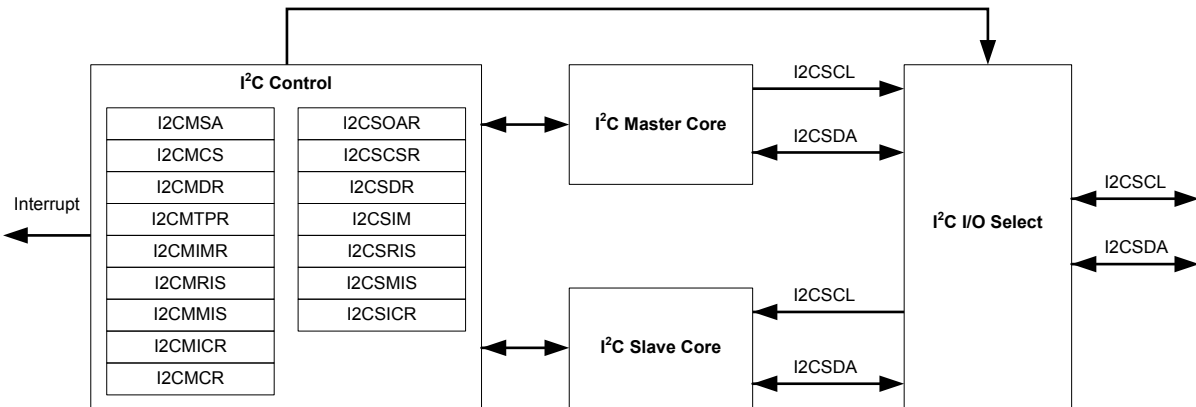 I²C Control
I2CMSA
I2CMCS
I2CMDR
I2CMTPR
I2CMIMR
I2CMRIS
I2CMMIS
I2CMICR
I2CMCR
I2CSOAR
I2CSCSR
I2CSDR
I2CSIM
I2CSRIS
I2CSMIS
I2CSICR
Interrupt
I²C Master Core
I2CSCL
I2CSDA
I²C Slave Core
I2CSCL
I2CSDA
I²C I/O Select
I2CSCL
I2CSDA